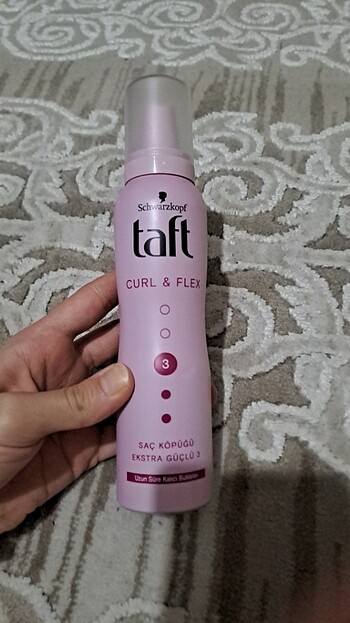 Schwarzkopf
taft
CURL & FLEX
3
SAÇ KÖPÜĞÜ
EKSTRA GÜÇLÜ 3
Uzun Süre Kalıcı Bukleler